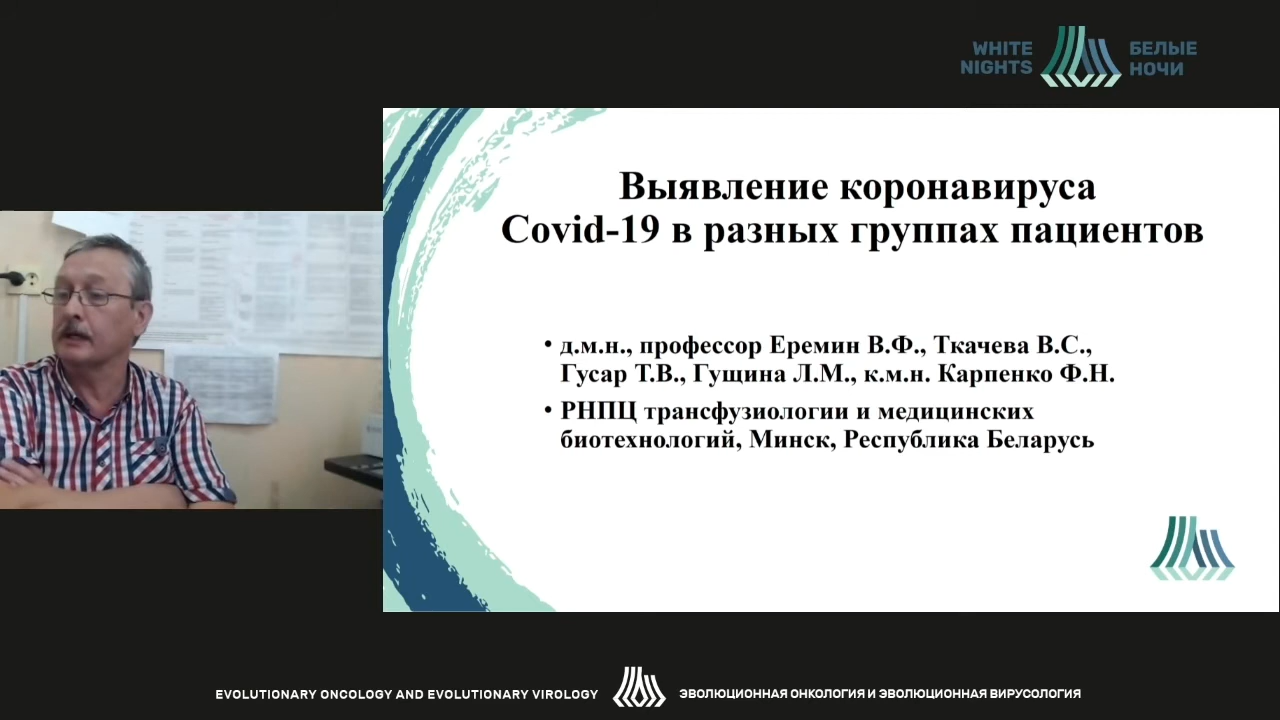 WHITE
NIGHTS
БЕЛЫЕ
НОЧИ
Выявление коронавируса
Covid-19 в разных группах пациентов
• д.м.н., профессор Еремин В.Ф., Ткачева В.С.,
Гусар Т.В., Гущина Л.М., к.м.н. Карпенко Ф.Н.
• РНПЦ трансфузиологии и медицинских
биотехнологий, Минск, Республика Беларусь
EVOLUTIONARY ONCOLOGY AND EVOLUTIONARY VIROLOGY
ЭВОЛЮЦИОННАЯ ОНКОЛОГИЯ И ЭВОЛЮЦИОННАЯ ВИРУСОЛОГИЯ